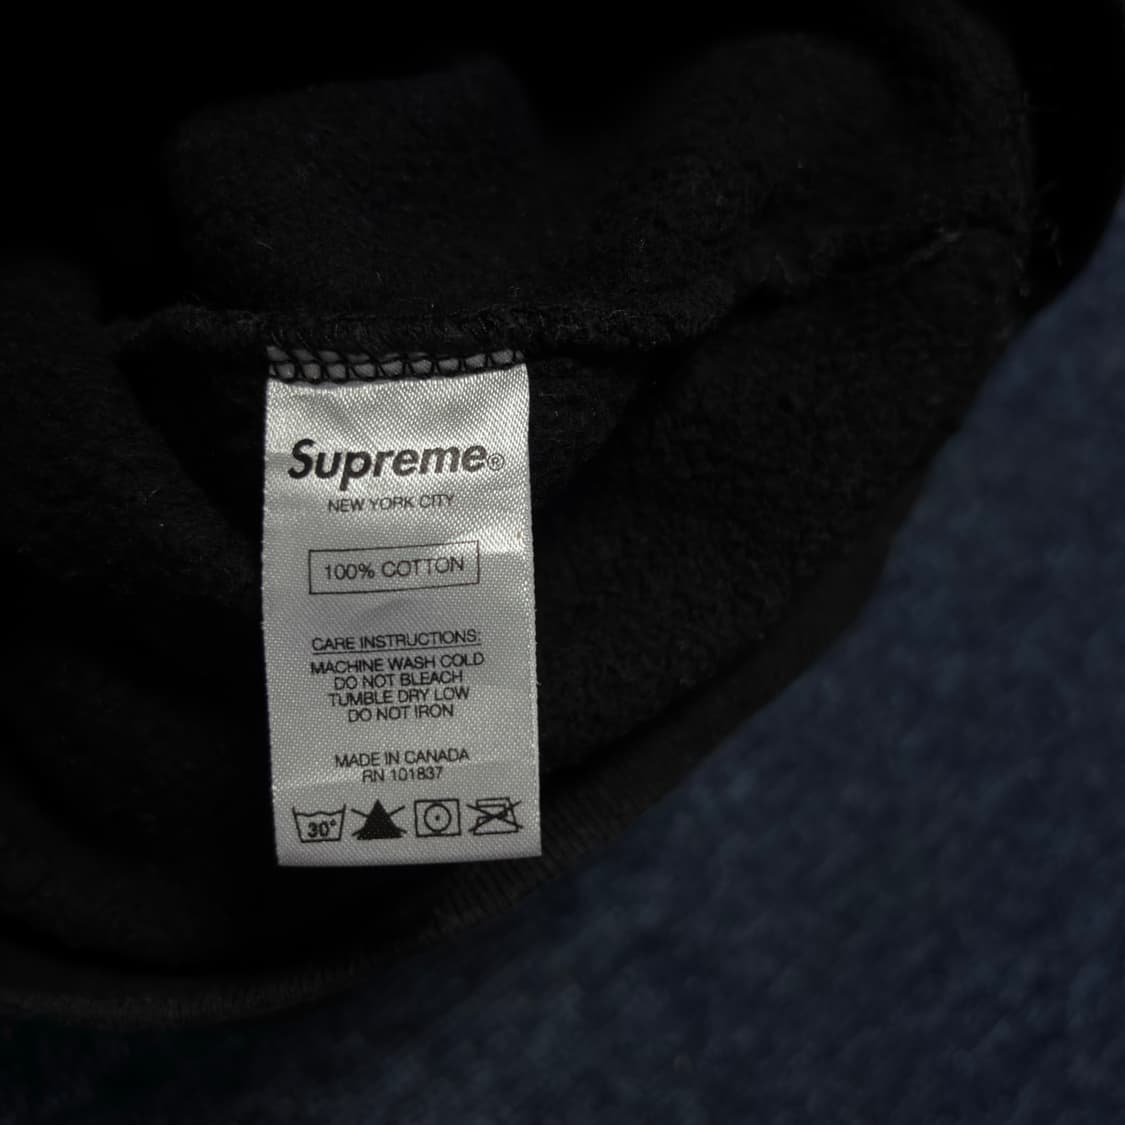 Supreme®
NEW YORK CITY
100% COTTON
CARE INSTRUCTIONS:
MACHINE WASH COLD
DO NOT BLEACH
TUMBLE DRY LOW
DO NOT IRON
MADE IN CANADA
RN 101837
30°